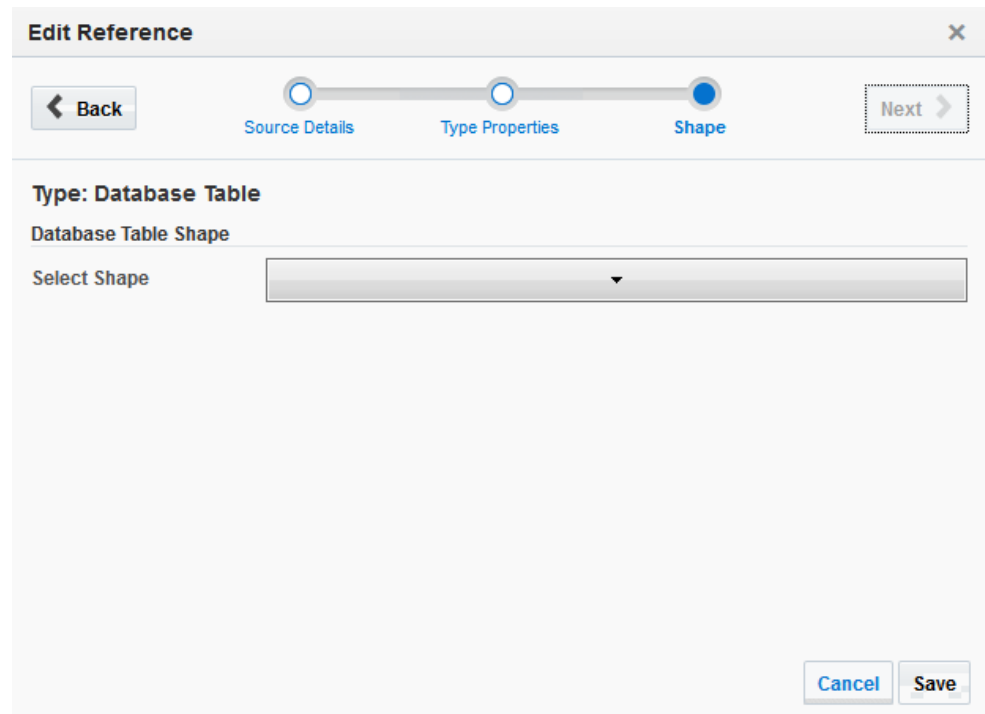 Edit Reference
Back
Source Details
Type Properties
Shape
Next
Type: Database Table
Database Table Shape
Select Shape
Cancel
Save